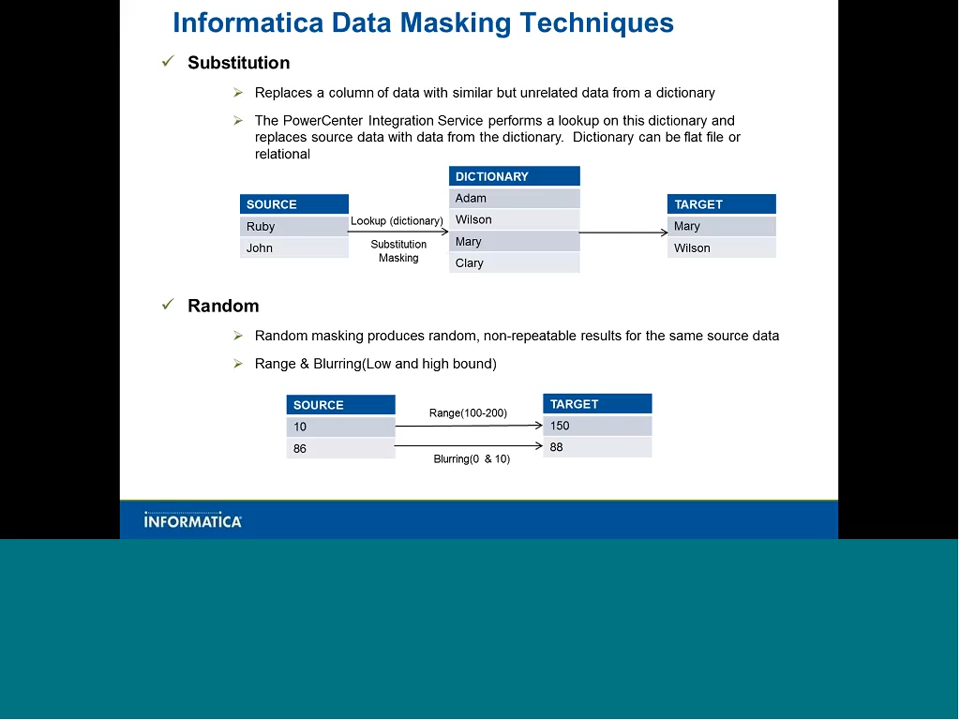 Informatica Data Masking Techniques
Substitution
Replaces a column of data with similar but unrelated data from a dictionary
The PowerCenter Integration Service performs a lookup on this dictionary and
replaces source data with data from the dictionary.  Dictionary can be flat file or
relational
SOURCE
Ruby
John
Lookup (dictionary)
Substitution
Masking
DICTIONARY
Adam
Wilson
Mary
Clary
TARGET
Mary
Wilson
Random
Random masking produces random, non-repeatable results for the same source data
Range & Blurring(Low and high bound)
SOURCE
10
86
Range(100-200)
Blurring(0  & 10)
TARGET
150
88
INFORMATICA